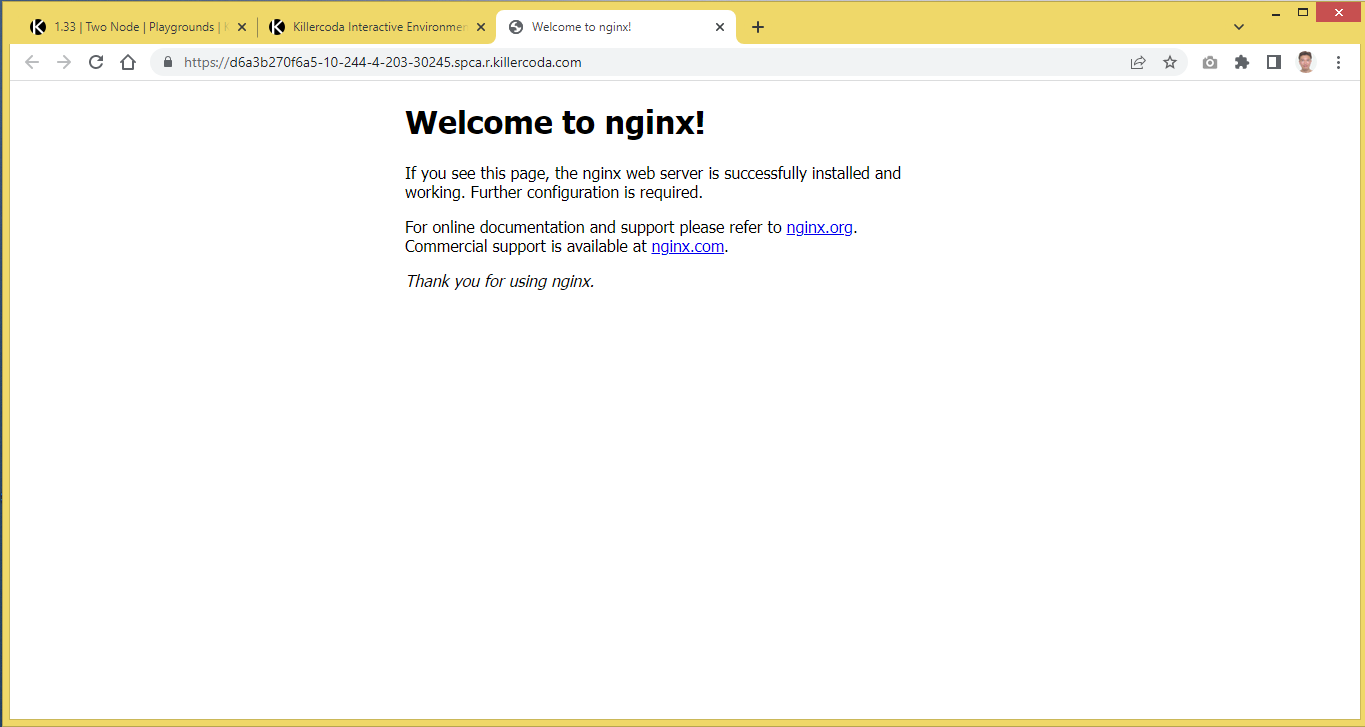 1.33 | Two Node | Playgrounds |
Killercoda Interactive Environmen
Welcome to nginx!
https://d6a3b270f6a5-10-244-4-203-30245.spca.r.killercoda.com
Welcome to nginx!
If you see this page, the nginx web server is successfully installed and
working. Further configuration is required.
For online documentation and support please refer to nginx.org.
Commercial support is available at nginx.com.
Thank you for using nginx.